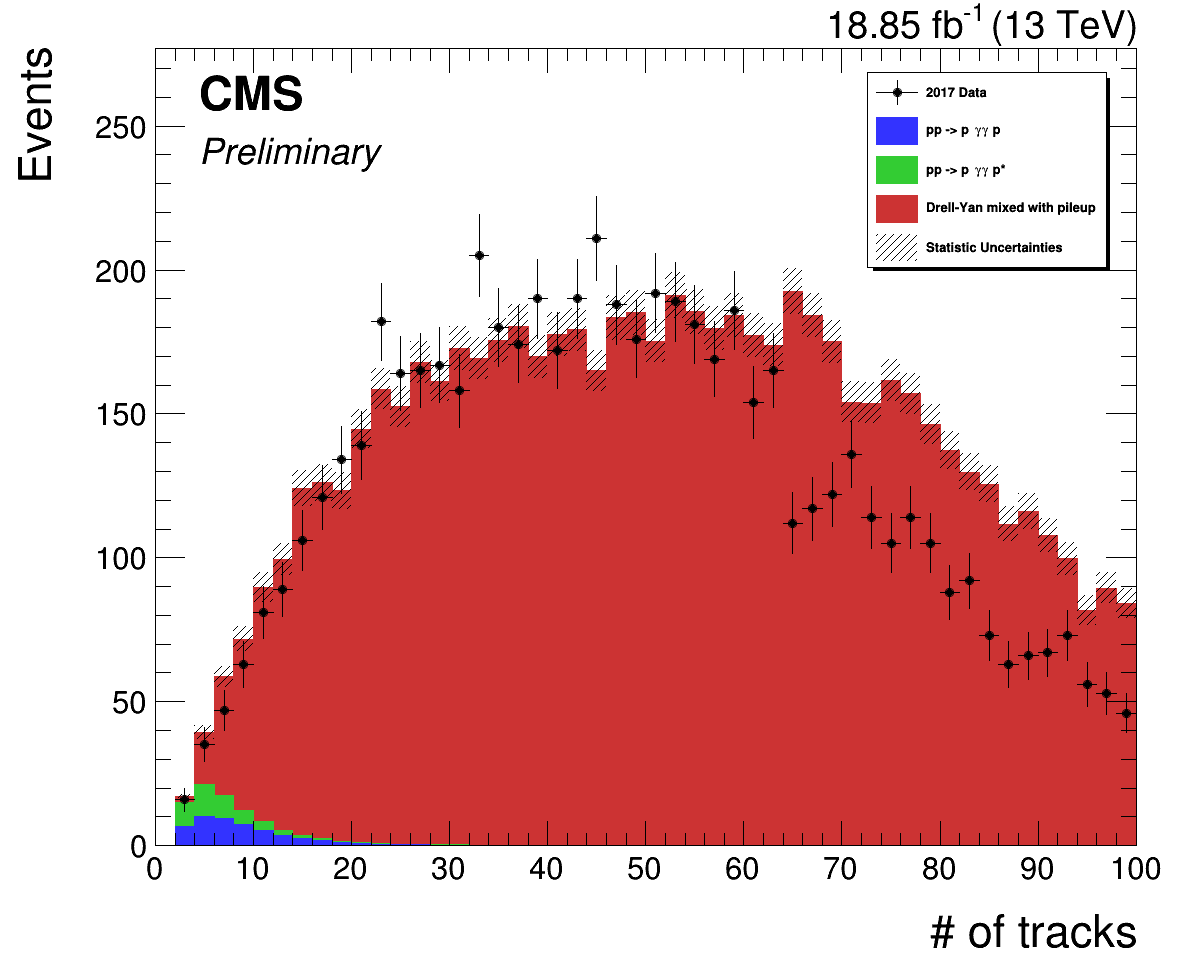 18.85 fb⁻¹ (13 TeV)
Events
CMS
Preliminary
2017 Data
pp -> p γγ p
pp -> p γγ p*
Drell-Yan mixed with pileup
Statistic Uncertainties
250
200
150
100
50
0
0 10 20 30 40 50 60 70 80 90 100
# of tracks